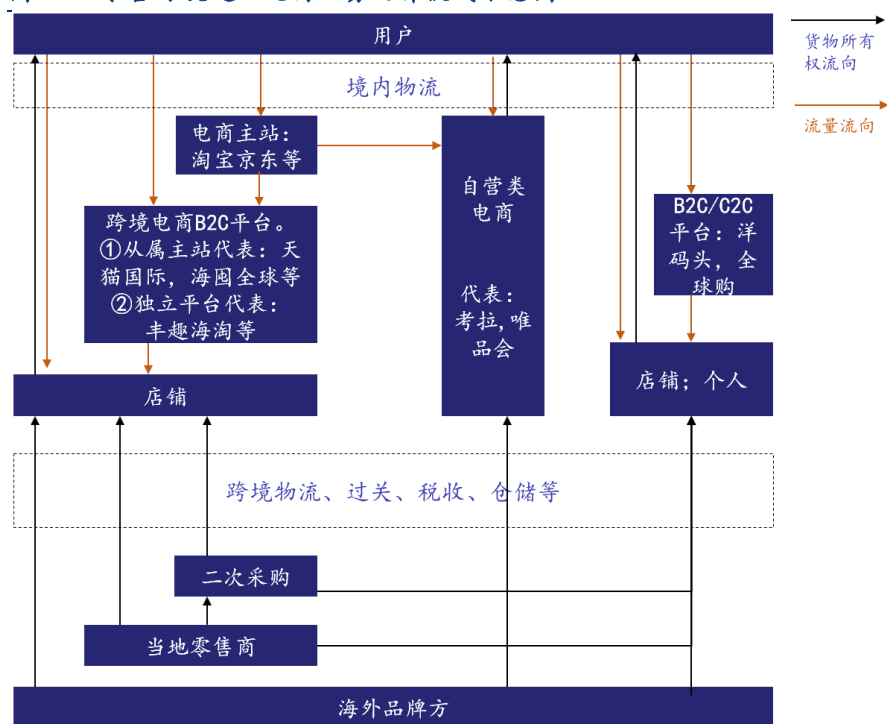 用户
货物所有
权流向
境内物流
流量流向
电商主站：
淘宝京东等
自营类
电商
代表：
考拉,唯
品会
B2C/C2C
平台：洋
码头，全
球购
跨境电商B2C平台。
①从属主站代表：天
猫国际，海囤全球等
②独立平台代表：
丰趣海淘等
店铺
店铺；个人
跨境物流、过关、税收、仓储等
二次采购
当地零售商
海外品牌方